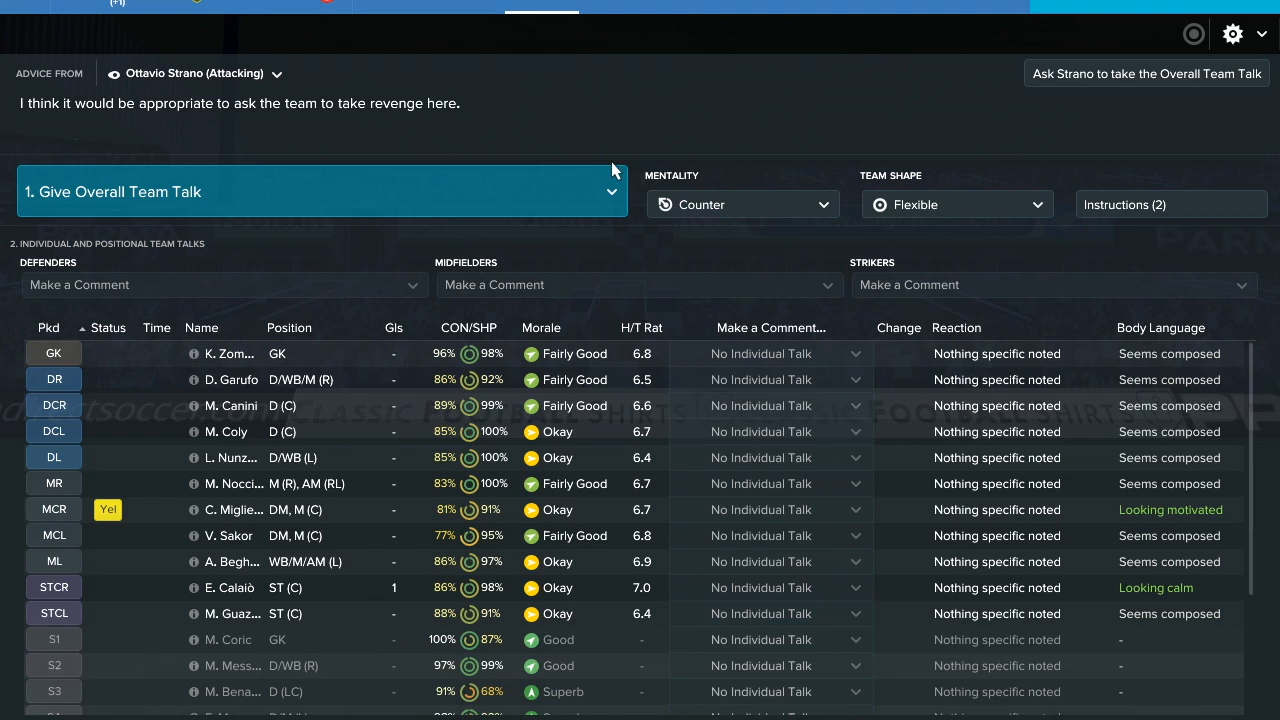 (+1)
ADVICE FROM Ottavio Strano (Attacking) Ask Strano to take the Overall Team Talk
I think it would be appropriate to ask the team to take revenge here.
1. Give Overall Team Talk
MENTALITY TEAM SHAPE
Counter Flexible Instructions (2)
2. INDIVIDUAL AND POSITIONAL TEAM TALKS
DEFENDERS MIDFIELDERS STRIKERS
Make a Comment Make a Comment Make a Comment
Pkd Status Time Name Position Gls CON/SHP Morale H/T Rat Make a Comment... Change Reaction Body Language
GK K. Zom... GK - 96% 98% Fairly Good 6.8 No Individual Talk Nothing specific noted Seems composed
DR D. Garufo D/WB/M (R) - 86% 92% Fairly Good 6.5 No Individual Talk Nothing specific noted Seems composed
DCR M. Canini D (C) - 89% 99% Fairly Good 6.6 No Individual Talk Nothing specific noted Seems composed
DCL M. Coly D (C) - 85% 100% Okay 6.7 No Individual Talk Nothing specific noted Seems composed
DL L. Nunz... D/WB (L) - 85% 100% Okay 6.4 No Individual Talk Nothing specific noted Seems composed
MR M. Nocci... M (R), AM (RL) - 83% 100% Fairly Good 6.7 No Individual Talk Nothing specific noted Seems composed
MCR Yel C. Miglie... DM, M (C) - 81% 91% Okay 6.7 No Individual Talk Nothing specific noted Looking motivated
MCL V. Sakor DM, M (C) - 77% 95% Fairly Good 6.8 No Individual Talk Nothing specific noted Seems composed
ML A. Begh... WB/M/AM (L) - 86% 97% Okay 6.9 No Individual Talk Nothing specific noted Seems composed
STCR E. Calaiò ST (C) 1 86% 98% Okay 7.0 No Individual Talk Nothing specific noted Looking calm
STCL M. Guaz... ST (C) - 88% 91% Okay 6.4 No Individual Talk Nothing specific noted Seems composed
S1 M. Coric GK - 100% 87% Good - No Individual Talk Nothing specific noted -
S2 M. Mess... D/WB (R) - 97% 99% Good - No Individual Talk Nothing specific noted -
S3 M. Bena... D (LC) - 91% 68% Superb - No Individual Talk Nothing specific noted -